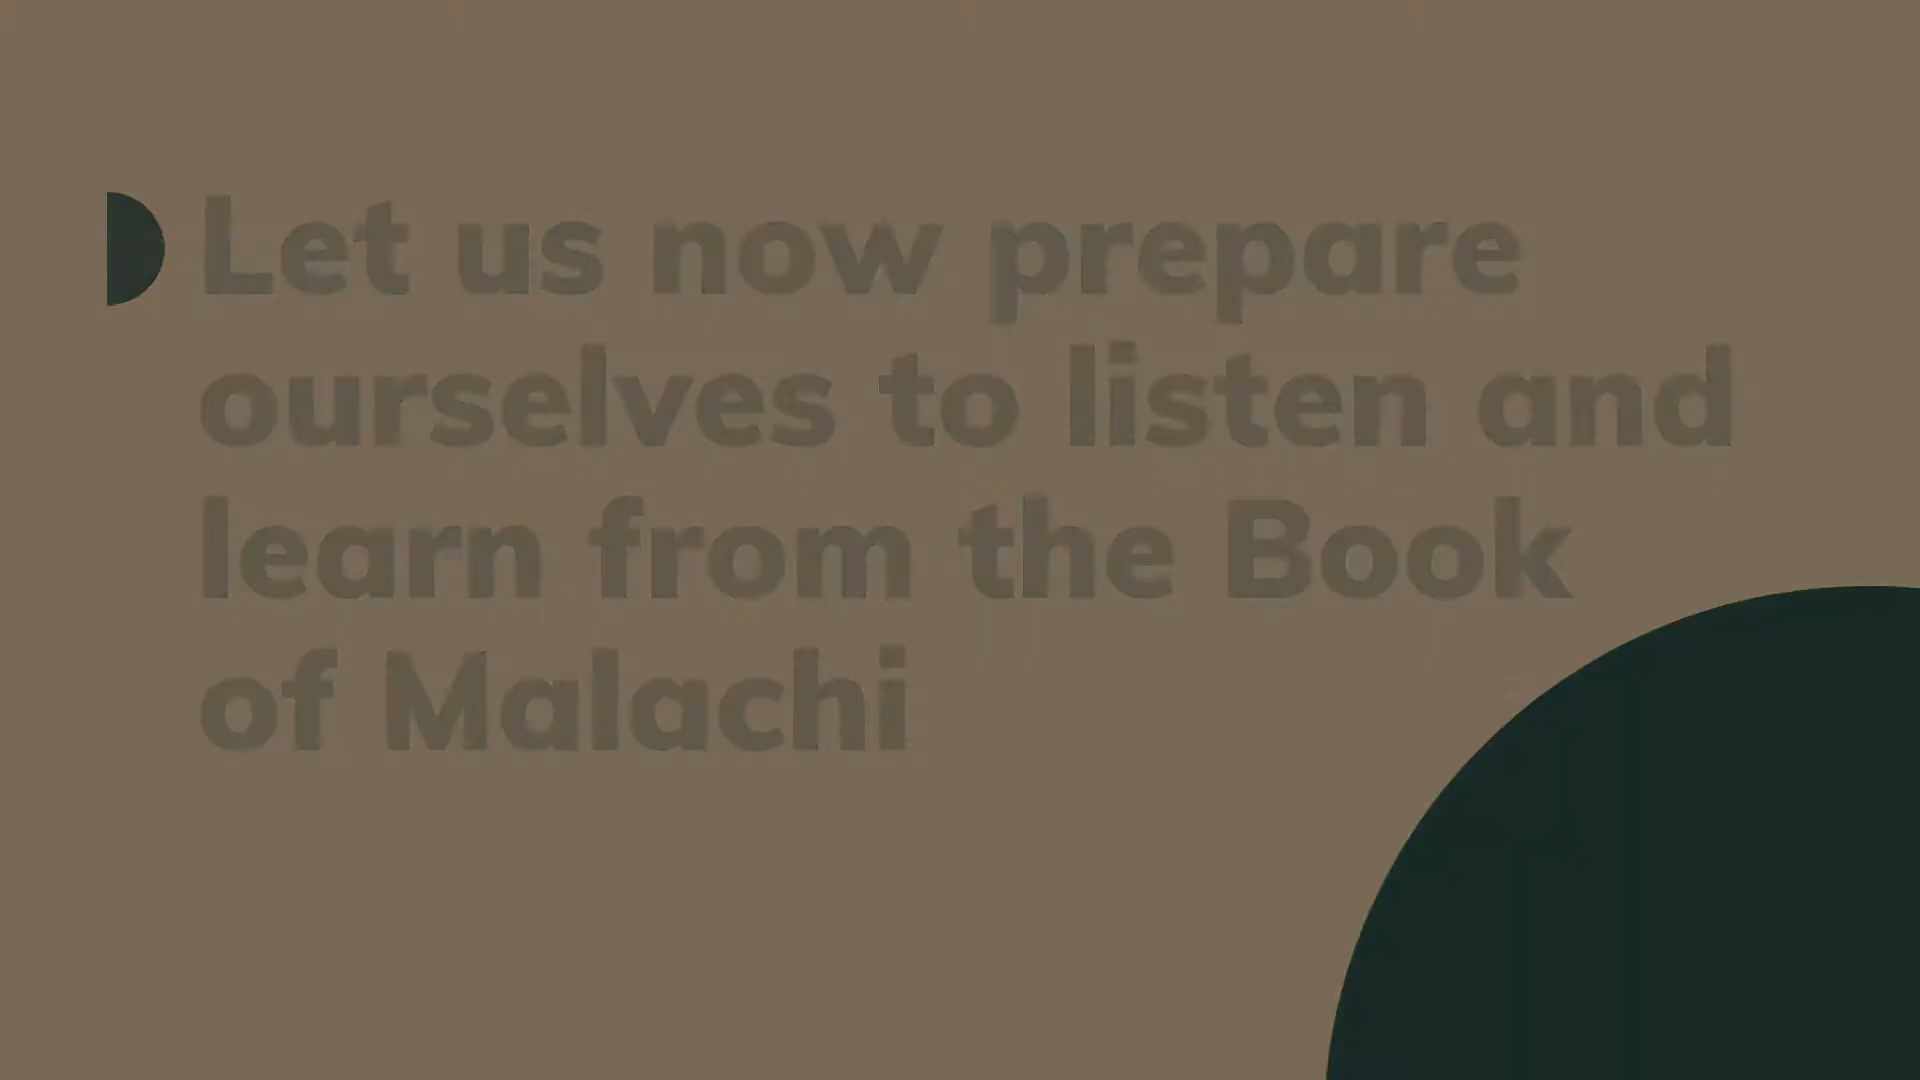 Let us now prepare
ourselves to listen and
learn from the Book
of Malachi